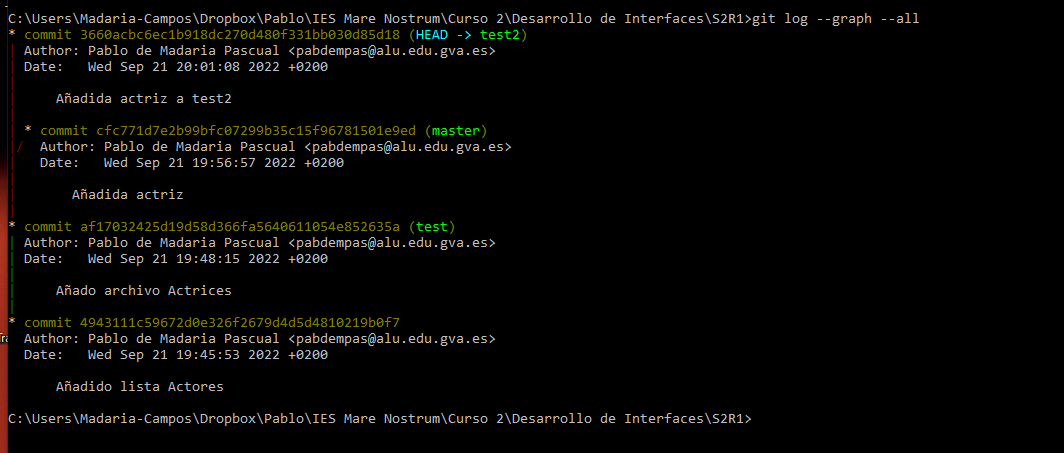 C:\Users\Madaria-Campos\Dropbox\Pablo\IES Mare Nostrum\Curso 2\Desarrollo de Interfaces\S2R1>git log --graph --all
* commit 3660acbc6ec1b918dc270d480f331bb030d85d18 (HEAD -> test2)
| Author: Pablo de Madaria Pascual <pabdempas@alu.edu.gva.es>
| Date:   Wed Sep 21 20:01:08 2022 +0200
|
|     Añadida actriz a test2
|
| * commit cfc771d7e2b99bfc07299b35c15f96781501e9ed (master)
|/  Author: Pablo de Madaria Pascual <pabdempas@alu.edu.gva.es>
|   Date:   Wed Sep 21 19:56:57 2022 +0200
|
|       Añadida actriz
|
* commit af17032425d19d58d366fa5640611054e852635a (test)
| Author: Pablo de Madaria Pascual <pabdempas@alu.edu.gva.es>
| Date:   Wed Sep 21 19:48:15 2022 +0200
|
|     Añado archivo Actrices
|
* commit 4943111c59672d0e326f2679d4d5d4810219b0f7
  Author: Pablo de Madaria Pascual <pabdempas@alu.edu.gva.es>
  Date:   Wed Sep 21 19:45:53 2022 +0200

      Añadido lista Actores

C:\Users\Madaria-Campos\Dropbox\Pablo\IES Mare Nostrum\Curso 2\Desarrollo de Interfaces\S2R1>